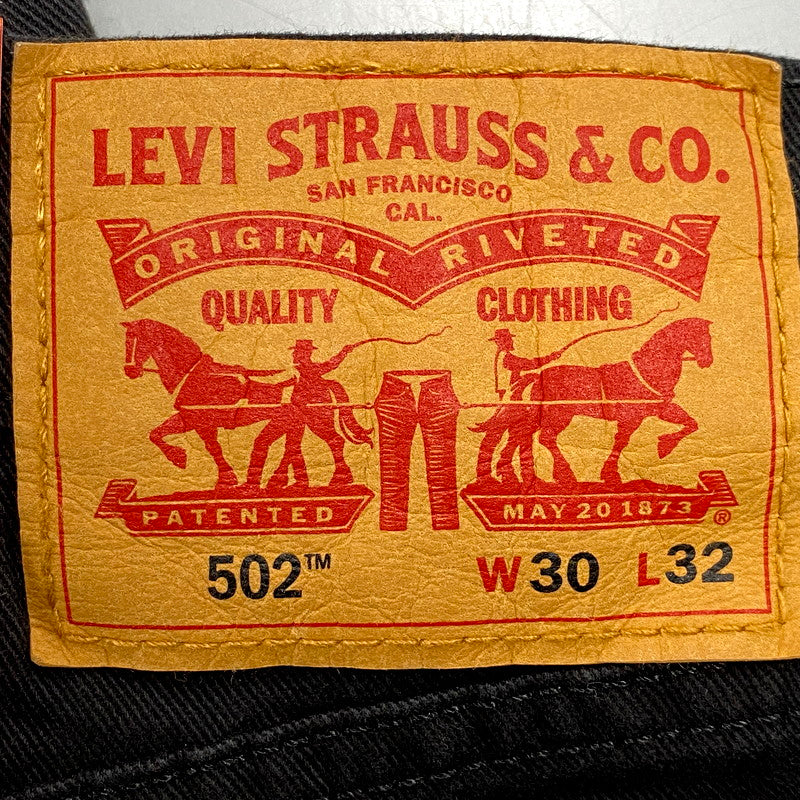 LEVI STRAUSS & CO.
SAN FRANCISCO
CAL.
ORIGINAL RIVETED
QUALITY CLOTHING
PATENTED MAY 20 1873 ®
502™ W30 L32